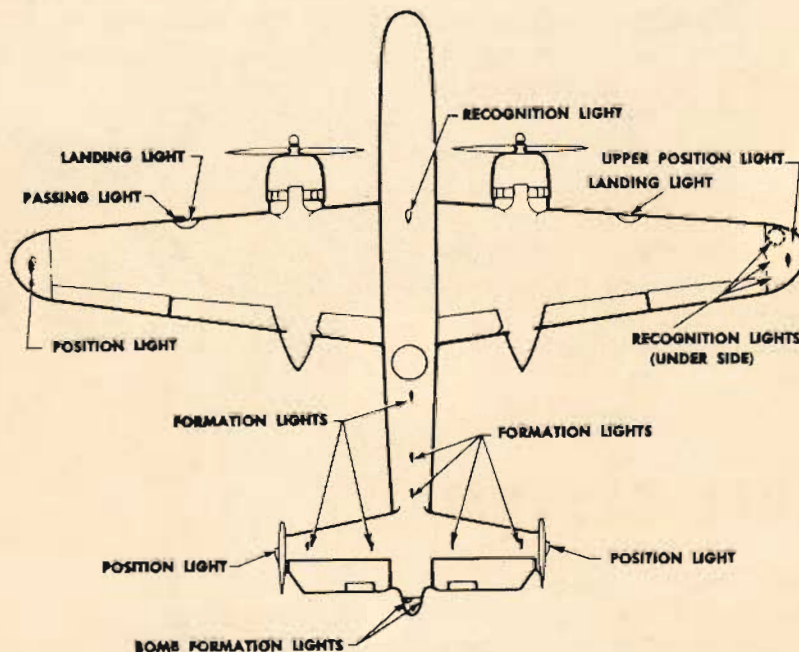 RECOGNITION LIGHT
LANDING LIGHT
UPPER POSITION LIGHT
PASSING LIGHT
LANDING LIGHT
POSITION LIGHT
RECOGNITION LIGHTS
(UNDER SIDE)
FORMATION LIGHTS
FORMATION LIGHTS
POSITION LIGHT
POSITION LIGHT
BOMB FORMATION LIGHTS